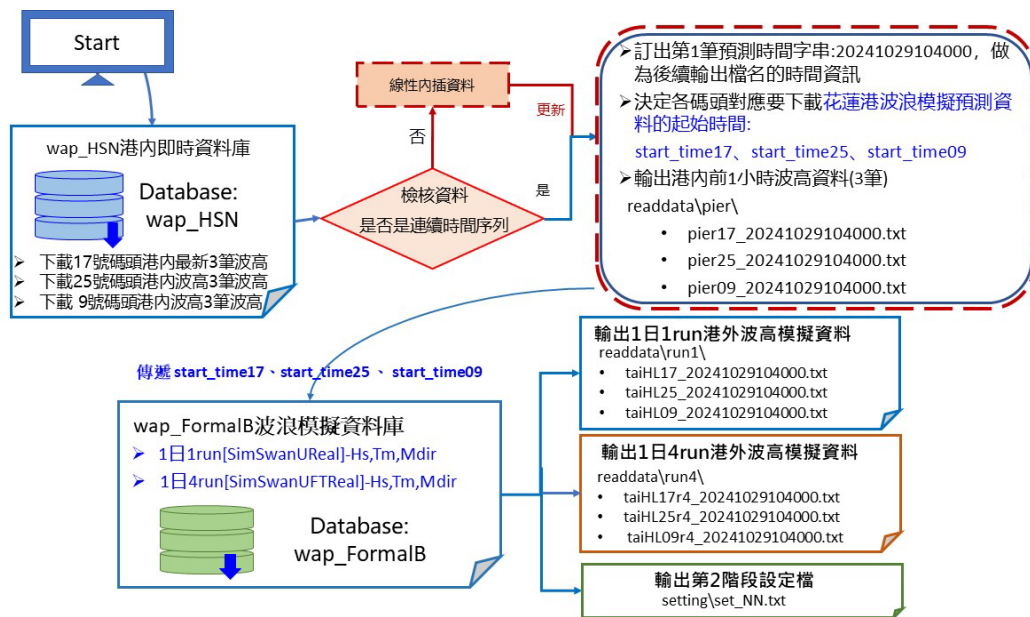 Start
wap_HSN港內即時資料庫
Database:
wap_HSN
➢ 下載17號碼頭港內最新3筆波高
➢ 下載25號碼頭港內波高3筆波高
➢ 下載 9號碼頭港內波高3筆波高
線性內插資料
否
更新
檢核資料
是否是連續時間序列
是
➢訂出第1筆預測時間字串:20241029104000，做
為後續輸出檔名的時間資訊
➢決定各碼頭對應要下載花蓮港波浪模擬預測資
料的起始時間:
start_time17、start_time25、start_time09
➢輸出港內前1小時波高資料(3筆)
readdata\pier\
• pier17_20241029104000.txt
• pier25_20241029104000.txt
• pier09_20241029104000.txt
傳遞 start_time17、start_time25 、 start_time09
wap_FormalB波浪模擬資料庫
➢ 1日1run[SimSwanUReal]-Hs,Tm,Mdir
➢ 1日4run[SimSwanUFTReal]-Hs,Tm,Mdir
Database:
wap_FormalB
輸出1日1run港外波高模擬資料
readdata\run1\
• taiHL17_20241029104000.txt
• taiHL25_20241029104000.txt
• taiHL09_20241029104000.txt
輸出1日4run港外波高模擬資料
readdata\run4\
• taiHL17r4_20241029104000.txt
• taiHL25r4_20241029104000.txt
• taiHL09r4_20241029104000.txt
輸出第2階段設定檔
setting\set_NN.txt